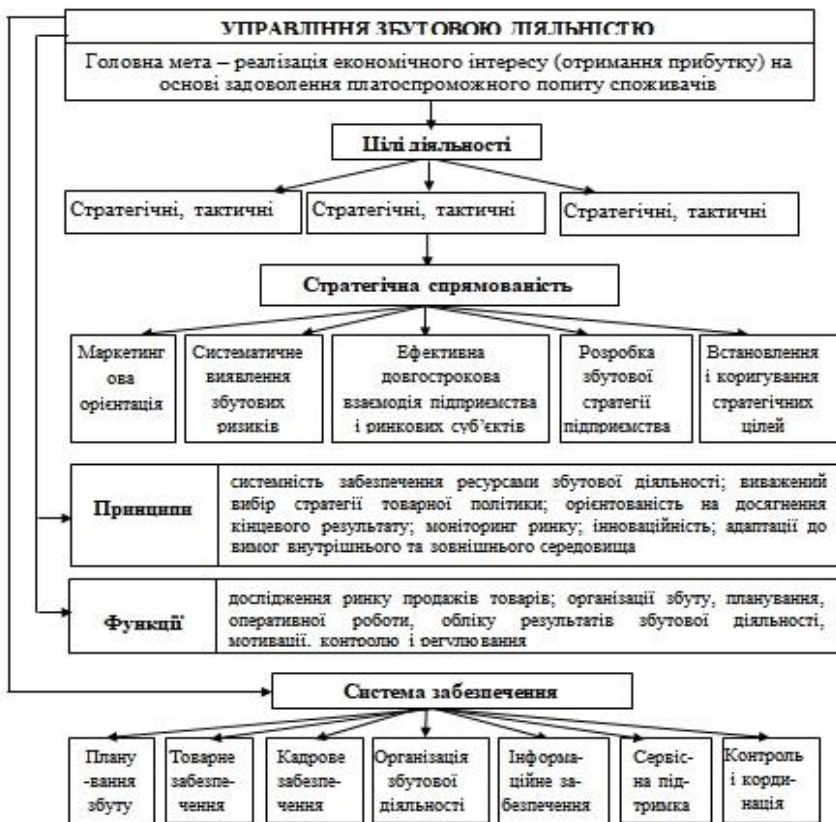 УПРАВЛІННЯ ЗБУТОВОЮ ДІЯЛЬНІСТЮ
Головна мета – реалізація економічного інтересу (отримання прибутку) на
основі задоволення платоспроможного попиту споживачів
Цілі діяльності
Стратегічні, тактичні
Стратегічні, тактичні
Стратегічні, тактичні
Стратегічна спрямованість
Маркетинг
ова
орієнтація
Систематичне
виявлення
збутових
ризиків
Ефективна
довгострокова
взаємодія підприємства
і ринкових суб’єктів
Розробка
збутової
стратегії
підприємства
Встановлення
і коригування
стратегічних
цілей
Принципи
системність забезпечення ресурсами збутової діяльності; виважений
вибір стратегії товарної політики; орієнтованість на досягнення
кінцевого результату; моніторинг ринку; інноваційність; адаптації до
вимог внутрішнього та зовнішнього середовища
Функції
дослідження ринку продажів товарів; організації збуту, планування,
оперативної роботи, обліку результатів збутової діяльності,
мотивації, контролю і регулювання
Система забезпечення
Плану
-вання
збуту
Товарне
забезпе-
чення
Кадрове
забезпе-
чення
Організація
збутової
діяльності
Інформа-
ційне за-
безпечення
Сервіс-
на під-
тримка
Контроль
і корди-
нація